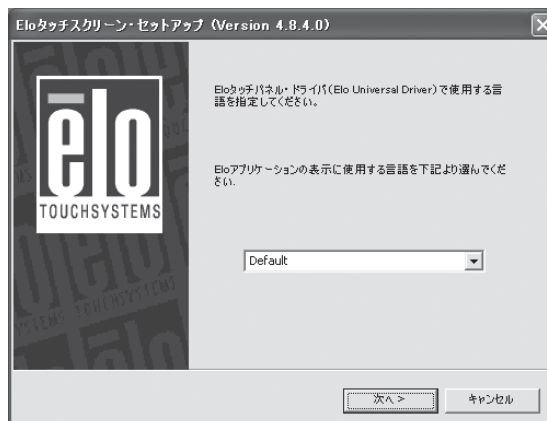 Eloタッチスクリーン・セットアップ (Version 4.8.4.0)
elo
TOUCHSYSTEMS
Eloタッチパネル・ドライバ(Elo Universal Driver)で使用する言
語を指定してください。
Eloアプリケーションの表示に使用する言語を下記より選んでくだ
さい.
Default
次へ >
キャンセル